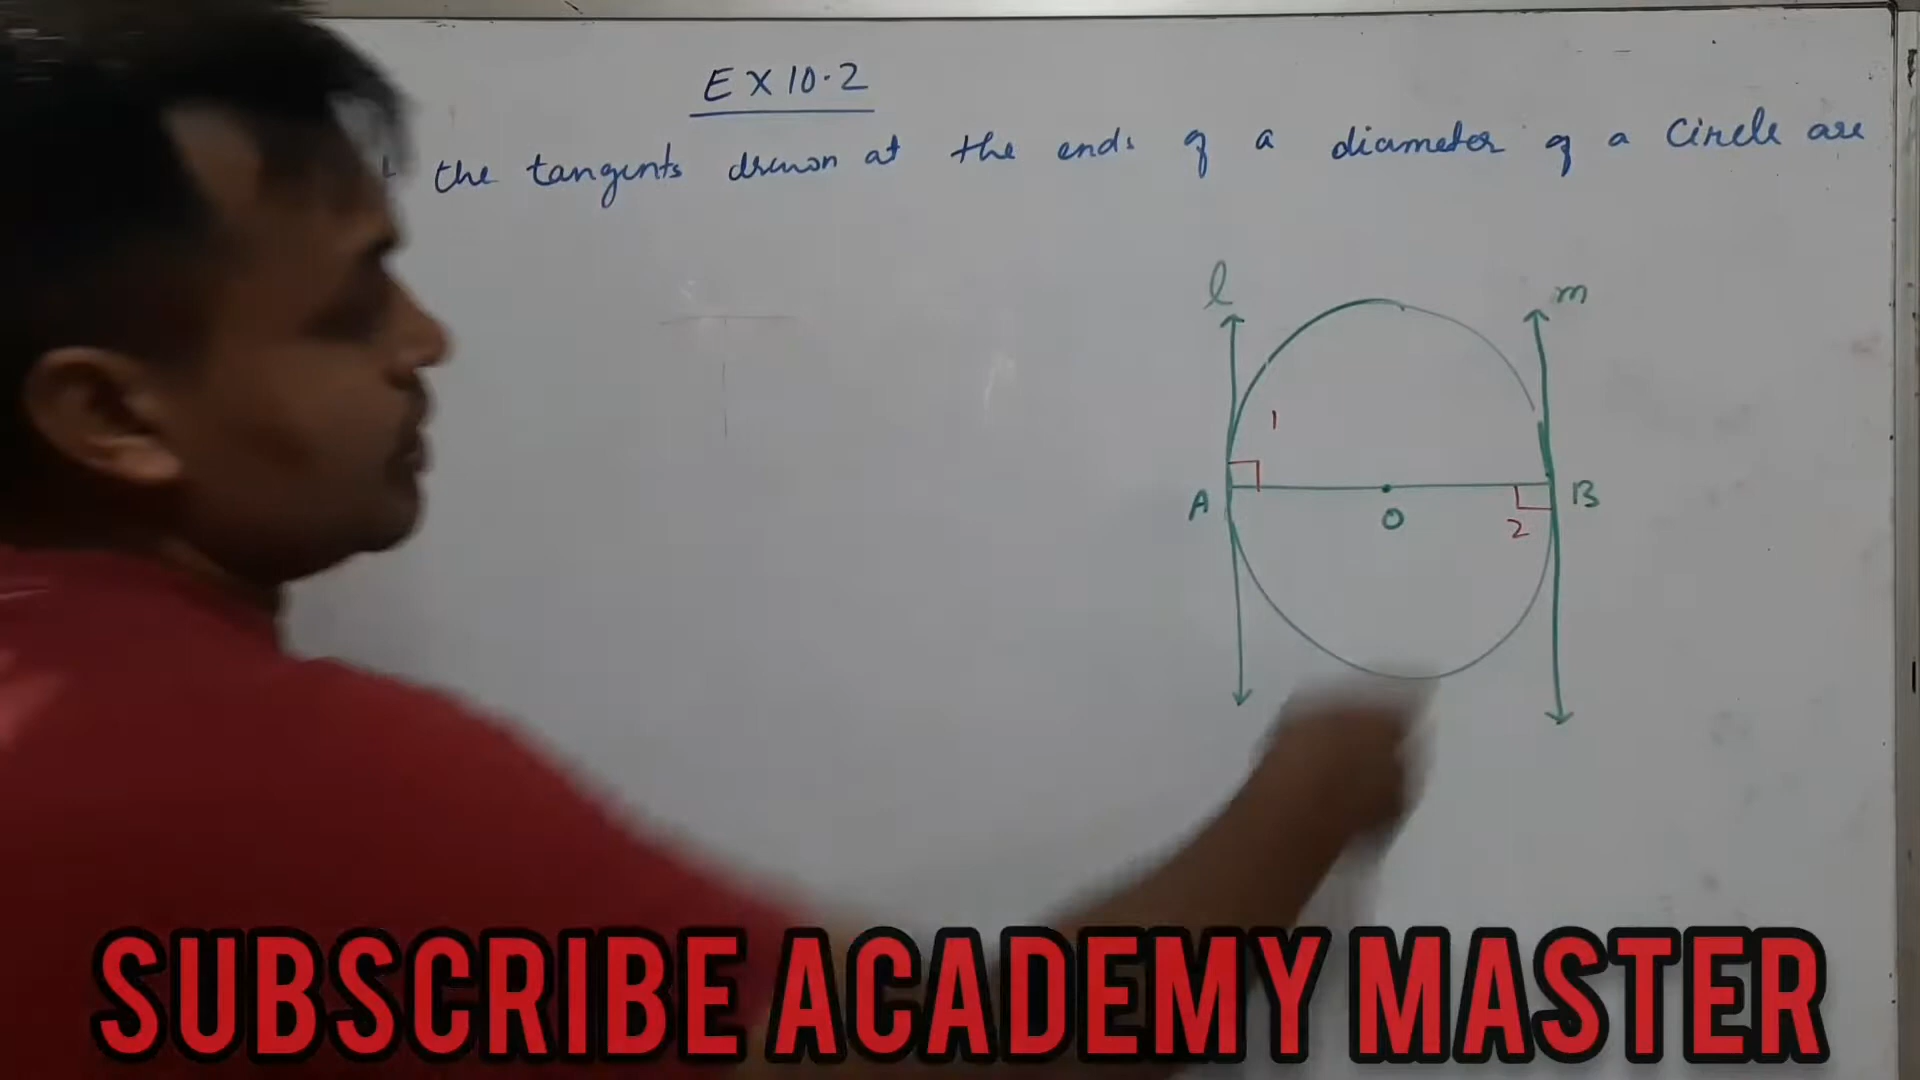 EX 10.2
the tangents drawn at the ends of a diameter of a Circle are
l
m
1
A
O
B
2
SUBSCRIBE ACADEMY MASTER